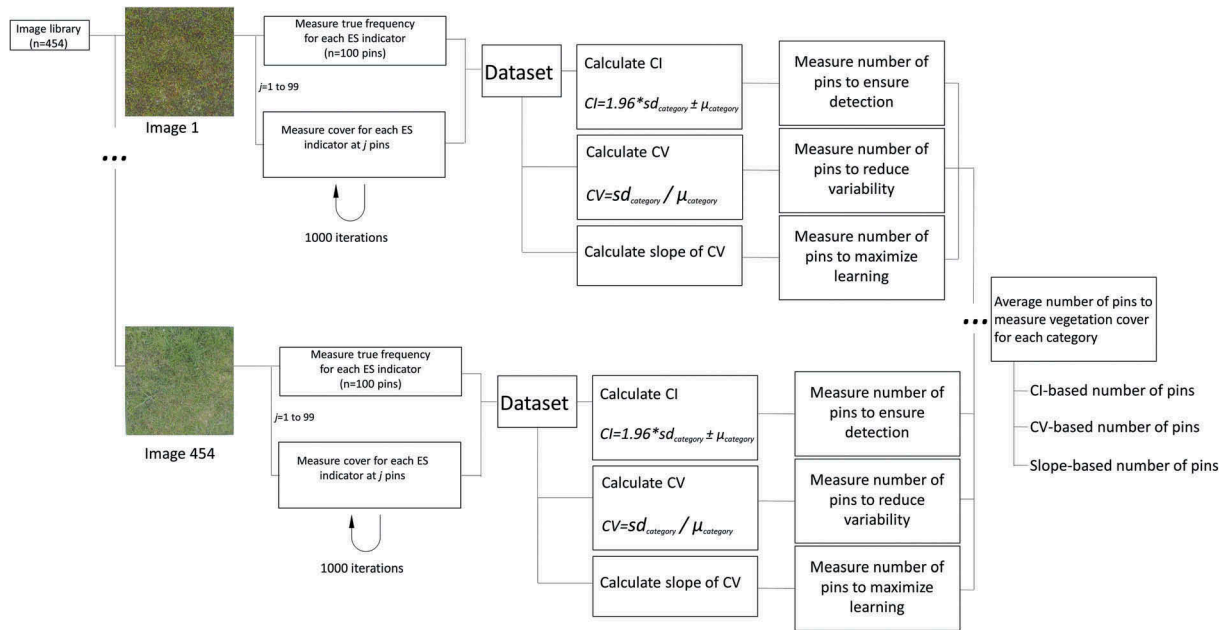 Image library
(n=454)
Image 1
...
Measure true frequency
for each ES indicator
(n=100 pins)
j=1 to 99
Measure cover for each ES
indicator at j pins
1000 iterations
Dataset
Calculate CI
CI=1.96*sdcategory ± μcategory
Calculate CV
CV=sdcategory / μcategory
Calculate slope of CV
Measure number of
pins to ensure
detection
Measure number of
pins to reduce
variability
Measure number of
pins to maximize
learning
Image 454
Measure true frequency
for each ES indicator
(n=100 pins)
j=1 to 99
Measure cover for each ES
indicator at j pins
1000 iterations
Dataset
Calculate CI
CI=1.96*sdcategory ± μcategory
Calculate CV
CV=sdcategory / μcategory
Calculate slope of CV
Measure number of
pins to ensure
detection
Measure number of
pins to reduce
variability
Measure number of
pins to maximize
learning
...
Average number of pins to
measure vegetation cover
for each category
CI-based number of pins
CV-based number of pins
Slope-based number of pins